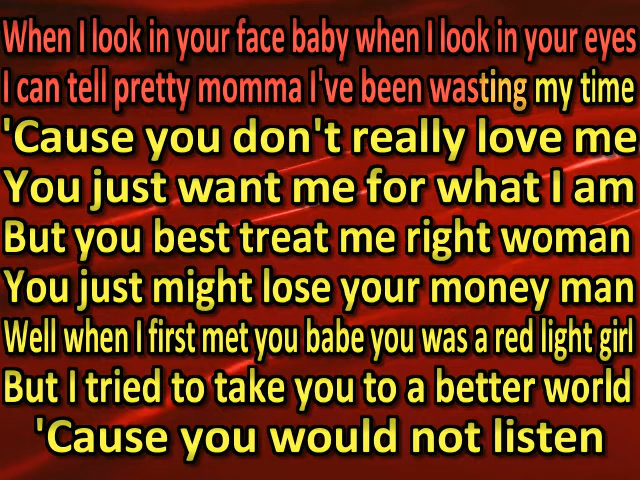 When I look in your face baby when I look in your eyes
I can tell pretty momma I've been wasting my time
'Cause you don't really love me
You just want me for what I am
But you best treat me right woman
You just might lose your money man
Well when I first met you babe you was a red light girl
But I tried to take you to a better world
'Cause you would not listen